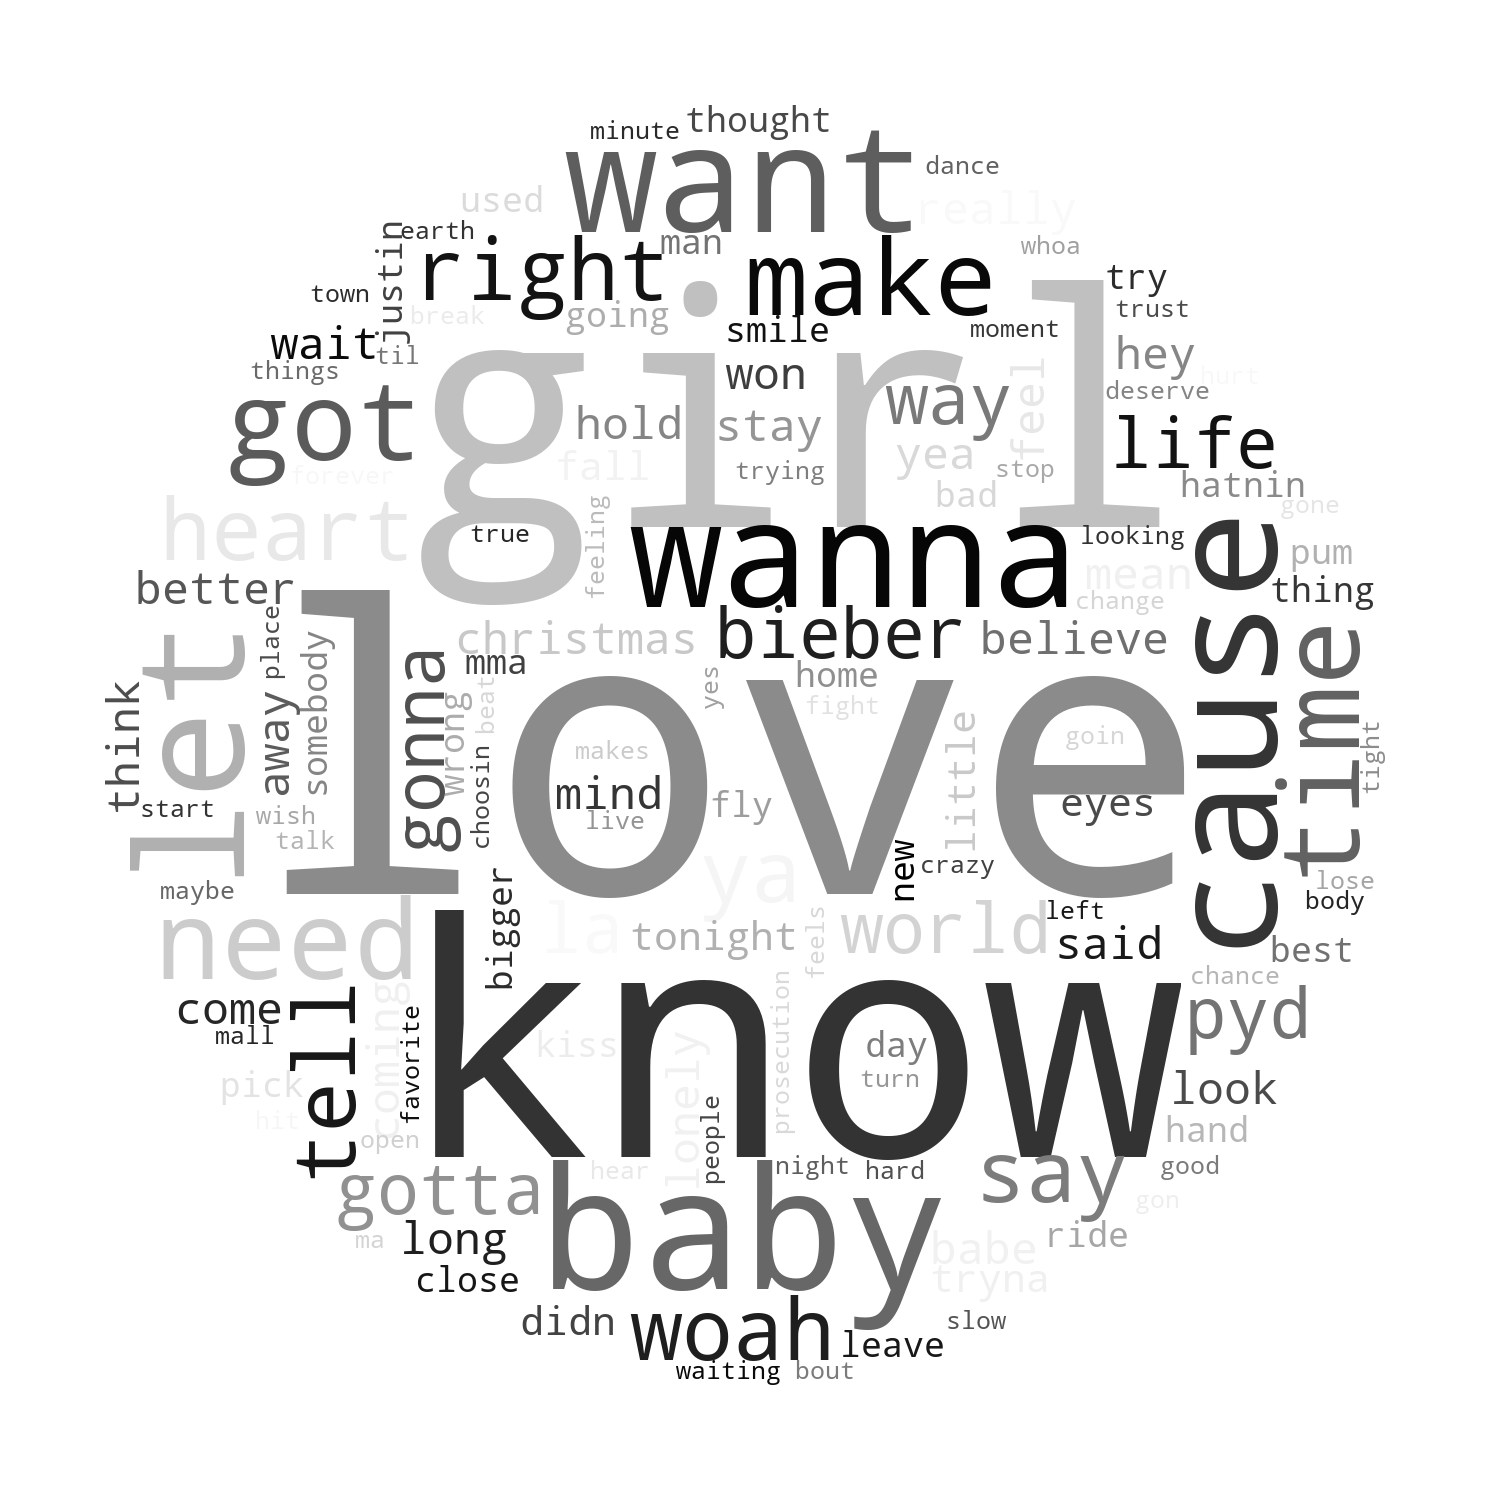 minute
thought
want
dance
used
really
earth
justin
right
man
make
whoa
town
break
going
smile
moment
try
trust
wait
til
things
girl
won
hey
deserve
hurt
got
hold
stay
way
feel
life
forever
fall
trying
yea
stop
bad
hatnin
gone
heart
true
feeling
wanna
looking
cause
pum
better
mean
change
thing
place
christmas
bieber
believe
let
somebody
gonna
mma
yes
home
time
think
away
wrong
beat
love
fight
little
goin
tight
start
wish
talk
choosin
makes
mind
live
fly
eyes
maybe
new
crazy
lose
body
need
bigger
la
ya
tonight
feels
world
left
said
best
come
mall
tell
coming
favorite
know
kiss
lonely
prosecution
day
turn
chance
pyd
pick
hit
open
look
hand
gotta
hear
people
night
hard
say
good
gon
ma
long
close
baby
babe
tryna
ride
didn
woah
leave
slow
waiting
bout